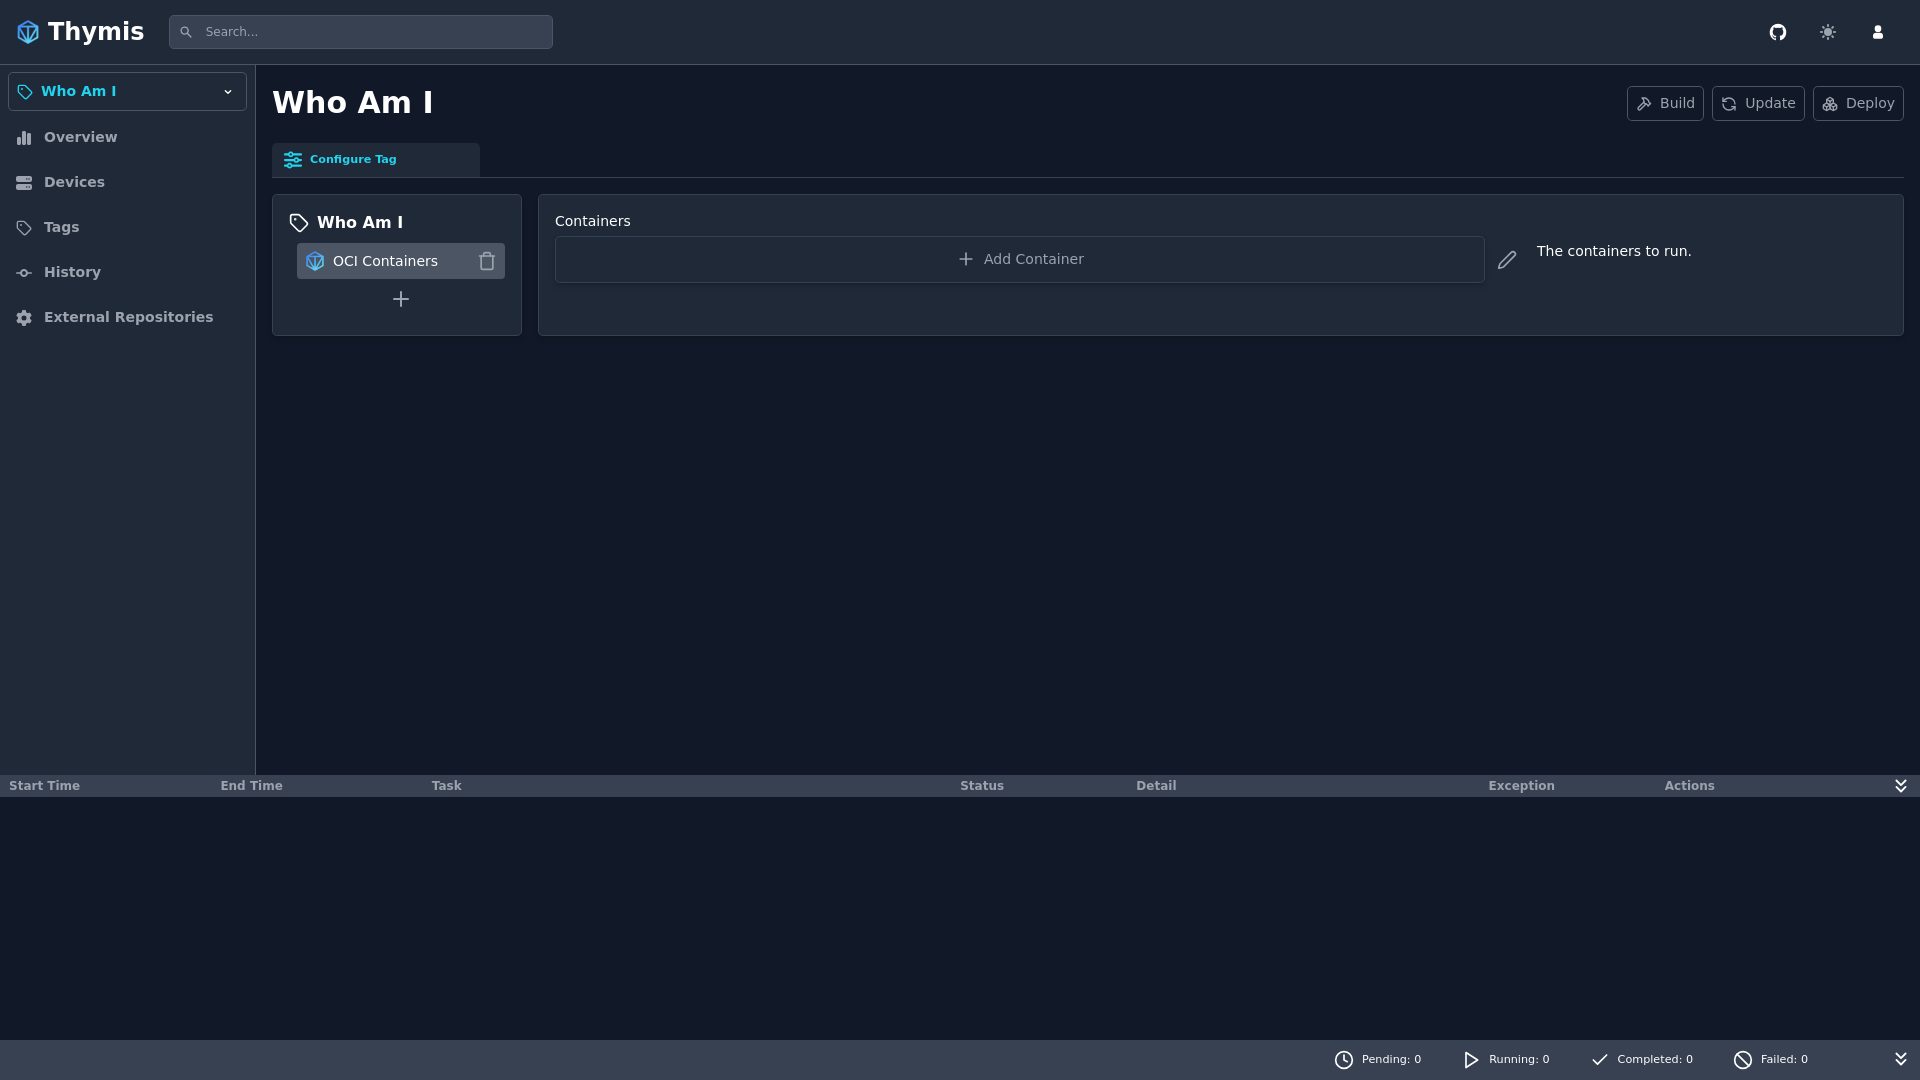 Thymis
Search...
Who Am I
Overview
Devices
Tags
History
External Repositories
Who Am I
Build
Update
Deploy
Configure Tag
Who Am I
OCI Containers
Containers
Add Container
The containers to run.
Start Time End Time Task Status Detail Exception Actions
Pending: 0 Running: 0 Completed: 0 Failed: 0